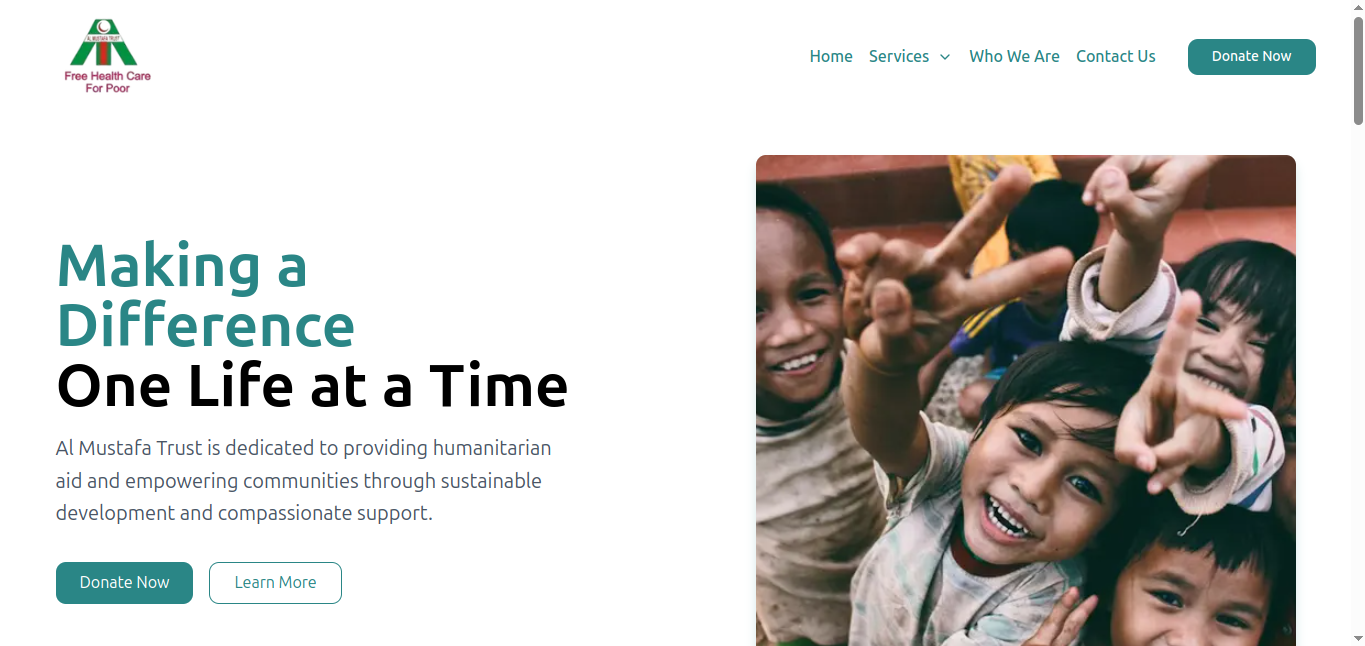 AL MUSTAFA TRUST
Free Health Care
For Poor
Home
Services
Who We Are
Contact Us
Donate Now
Making a
Difference
One Life at a Time
Al Mustafa Trust is dedicated to providing humanitarian
aid and empowering communities through sustainable
development and compassionate support.
Donate Now
Learn More